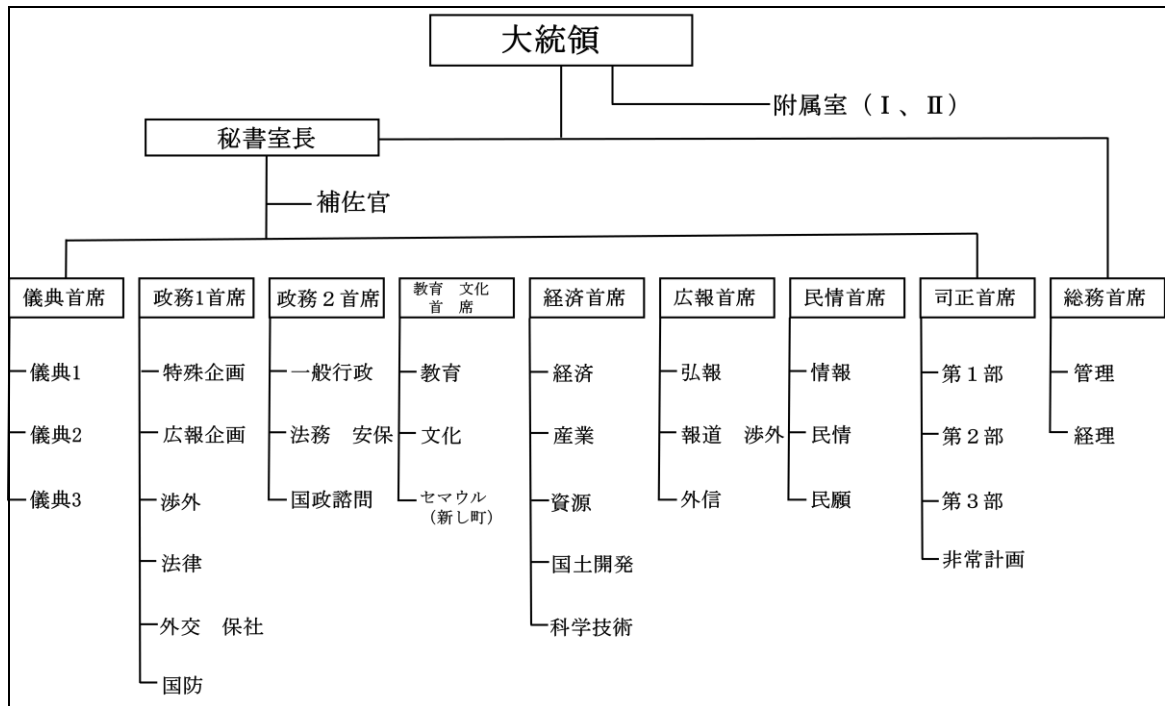 大統領
附属室（Ⅰ、Ⅱ）
秘書室長
補佐官
儀典首席
政務1首席
政務２首席
教育　文化
首　席
経済首席
広報首席
民情首席
司正首席
総務首席
儀典1
特殊企画
一般行政
教育
経済
弘報
情報
第１部
管理
儀典2
広報企画
法務　安保
文化
産業
報道　渉外
民情
第２部
経理
儀典3
渉外
国政諮問
セマウル
（新し町）
資源
外信
民願
第３部
法律
国土開発
非常計画
外交　保社
科学技術
国防